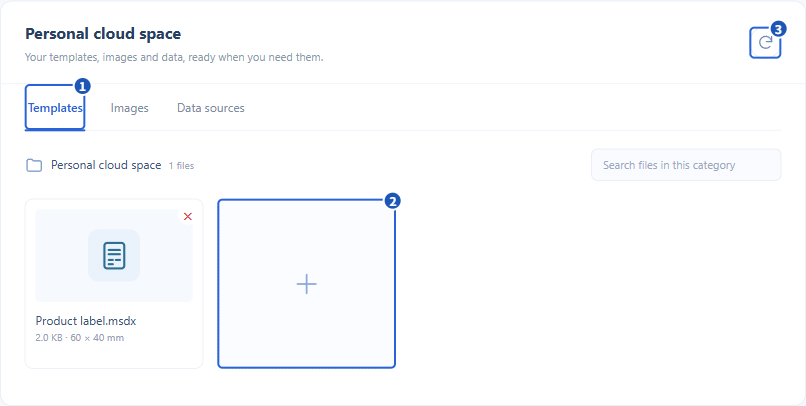 Personal cloud space
Your templates, images and data, ready when you need them.
3
1
Templates Images Data sources
Personal cloud space 1 files Search files in this category
2
Product label.msdx
2.0 KB · 60 × 40 mm